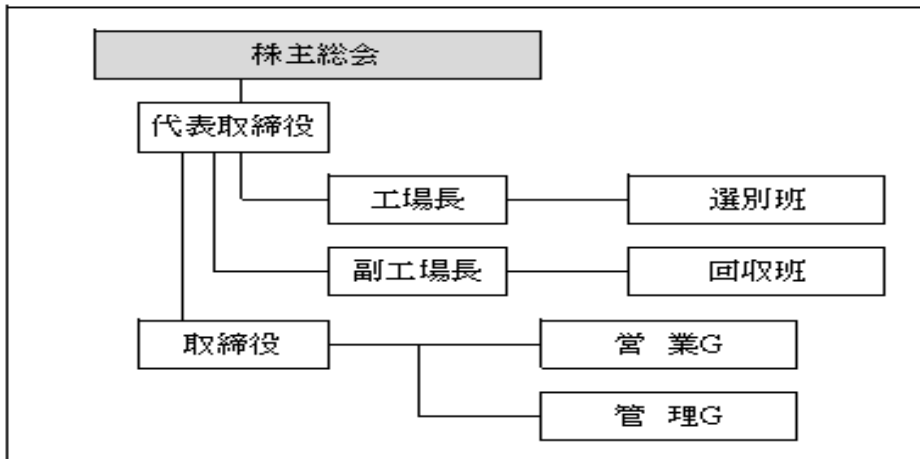 株主総会
代表取締役
工場長
選別班
副工場長
回収班
取締役
営 業G
管 理G